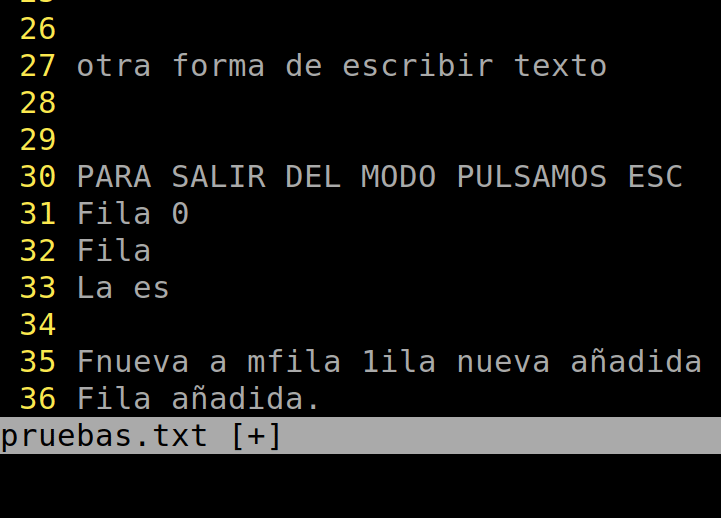 26
27 otra forma de escribir texto
28
29
30 PARA SALIR DEL MODO PULSAMOS ESC
31 Fila 0
32 Fila
33 La es
34
35 Fnueva a mfila 1ila nueva añadida
36 Fila añadida.
pruebas.txt [+]